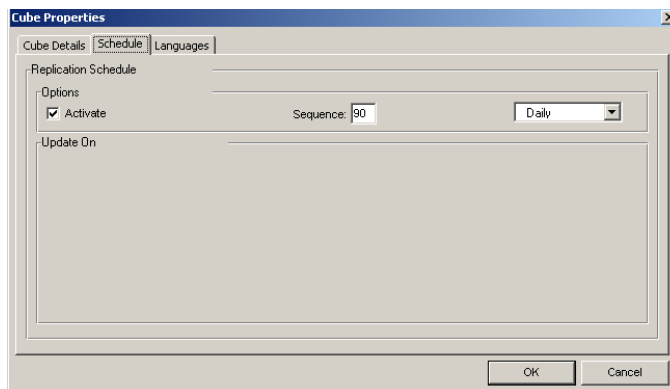 Cube Properties
Cube Details Schedule Languages
Replication Schedule
Options
Activate Sequence: 90 Daily
Update On
OK Cancel